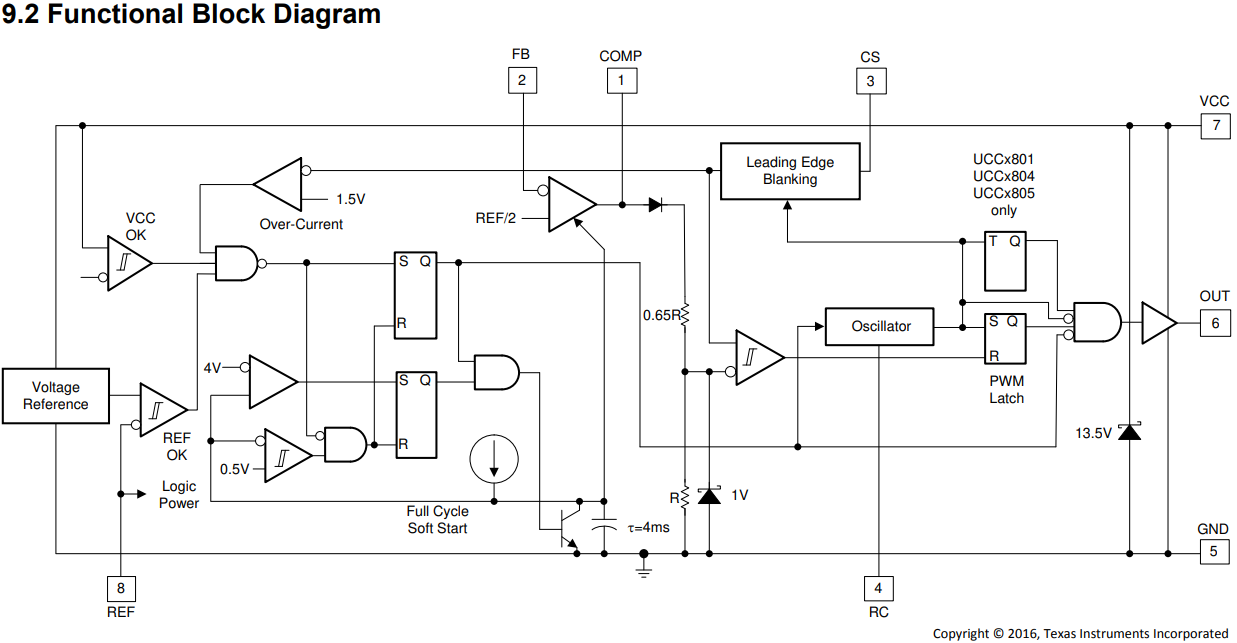 9.2 Functional Block Diagram
FB
COMP
CS
VCC
2
1
3
7
Leading Edge
Blanking
UCCx801
UCCx804
UCCx805
only
1.5V
Over-Current
REF/2
VCC
OK
T Q
S Q
R
0.65R
Oscillator
S Q
R
PWM
Latch
OUT
6
4V
Voltage
Reference
S Q
R
REF
OK
0.5V
13.5V
Logic
Power
Full Cycle
Soft Start
R
1V
τ=4ms
GND
5
8
REF
4
RC
Copyright © 2016, Texas Instruments Incorporated